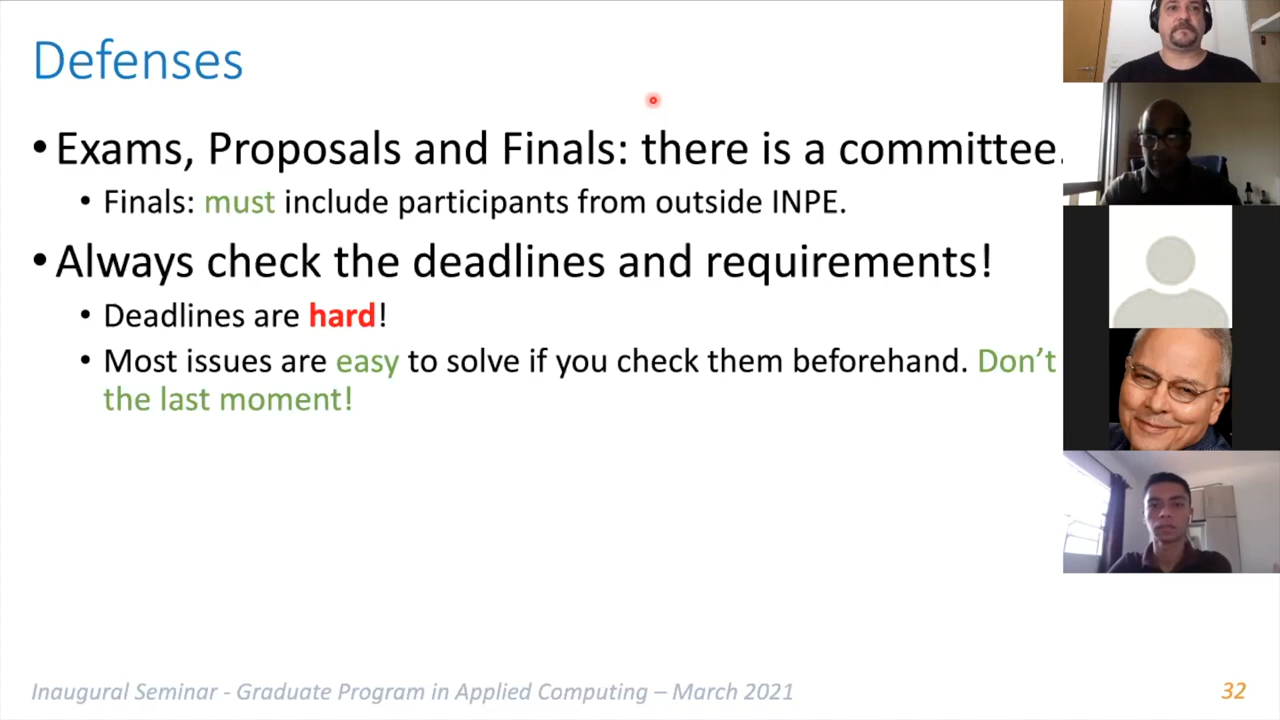 Defenses
• Exams, Proposals and Finals: there is a committee.
• Finals: must include participants from outside INPE.
• Always check the deadlines and requirements!
• Deadlines are hard!
• Most issues are easy to solve if you check them beforehand. Don't
the last moment!
Inaugural Seminar - Graduate Program in Applied Computing – March 2021
32